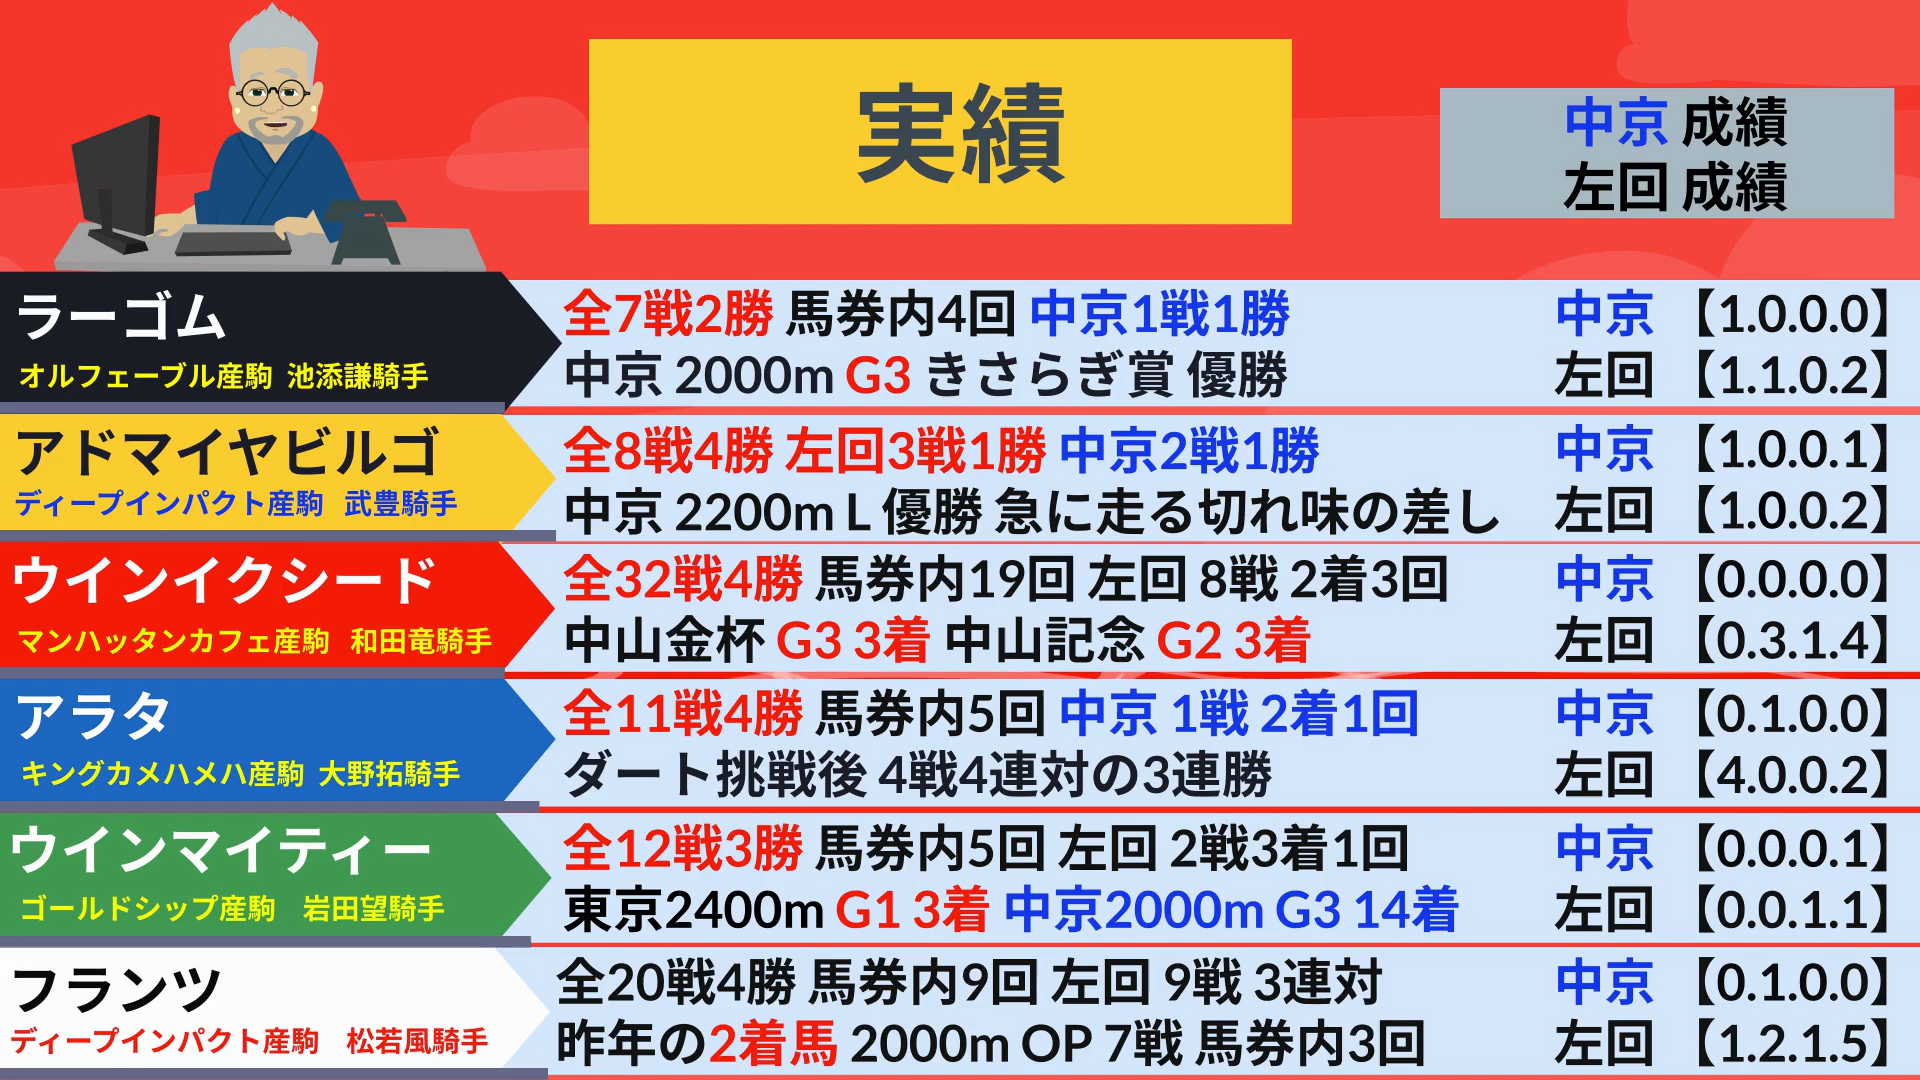 実績
中京 成績
左回 成績
ラーゴム
オルフェーブル産駒 池添謙騎手
全7戦2勝 馬券内4回 中京1戦1勝
中京 2000m G3 きさらぎ賞 優勝
中京 【1.0.0.0】
左回 【1.1.0.2】
アドマイヤビルゴ
ディープインパクト産駒 武豊騎手
全8戦4勝 左回3戦1勝 中京2戦1勝
中京 2200m L 優勝 急に走る切れ味の差し
中京 【1.0.0.1】
左回 【1.0.0.2】
ウインイクシード
マンハッタンカフェ産駒 和田竜騎手
全32戦4勝 馬券内19回 左回 8戦 2着3回
中山金杯 G3 3着 中山記念 G2 3着
中京 【0.0.0.0】
左回 【0.3.1.4】
アラタ
キングカメハメハ産駒 大野拓騎手
全11戦4勝 馬券内5回 中京 1戦 2着1回
ダート挑戦後 4戦4連対の3連勝
中京 【0.1.0.0】
左回 【4.0.0.2】
ウインマイティー
ゴールドシップ産駒 岩田望騎手
全12戦3勝 馬券内5回 左回 2戦3着1回
東京2400m G1 3着 中京2000m G3 14着
中京 【0.0.0.1】
左回 【0.0.1.1】
フランツ
ディープインパクト産駒 松若風騎手
全20戦4勝 馬券内9回 左回 9戦 3連対
昨年の2着馬 2000m OP 7戦 馬券内3回
中京 【0.1.0.0】
左回 【1.2.1.5】